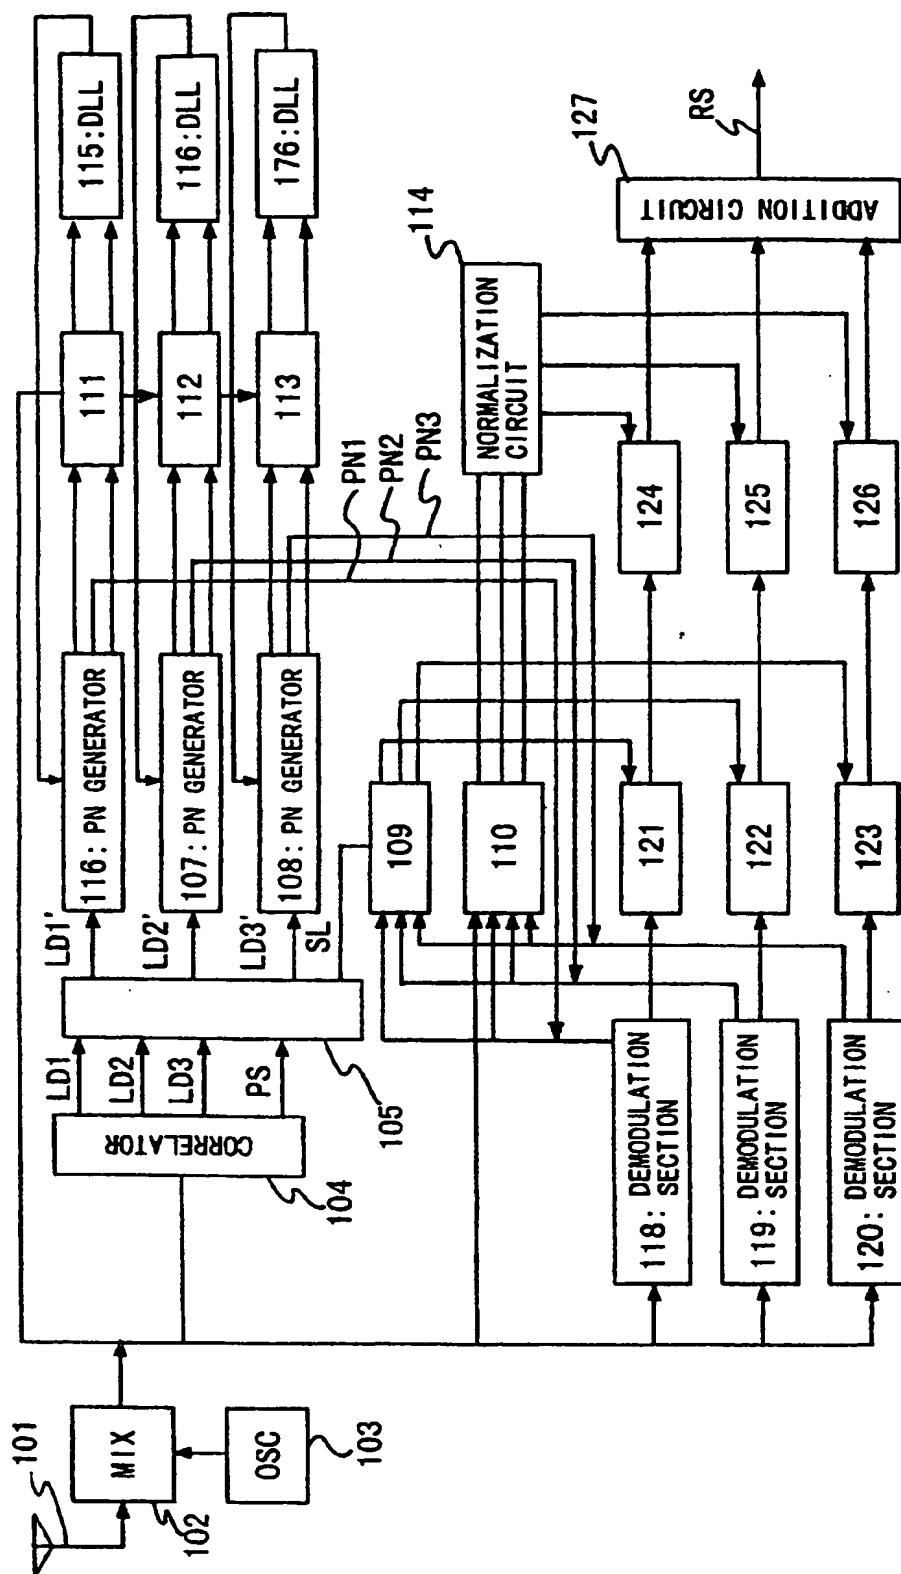 101
MIX
102
OSC
103
CORRELATOR
104
LD1
LD2
LD3
PS
105
LD1'
LD2'
LD3'
SL
116: PN GENERATOR
107: PN GENERATOR
108: PN GENERATOR
PN1
PN2
PN3
111
112
113
115:DLL
116:DLL
176:DLL
109
110
NORMALIZATION
CIRCUIT
114
118: DEMODULATION
SECTION
119: DEMODULATION
SECTION
120: DEMODULATION
SECTION
121
122
123
124
125
126
ADDITION CIRCUIT
127
RS